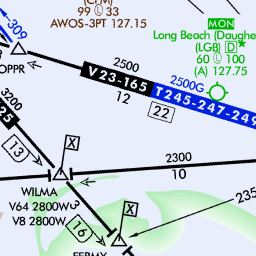 99 33
AWOS-3PT 127.15
309
MON
Long Beach (Daughe
(LGB) D
60 100
(A) 127.75
OPPR
2500
V23-165
12
2500G
T245-247-249
22
3200
25
13
X
2300
10
WILMA
V64 2800W
V8 2800W
3
X
16
235